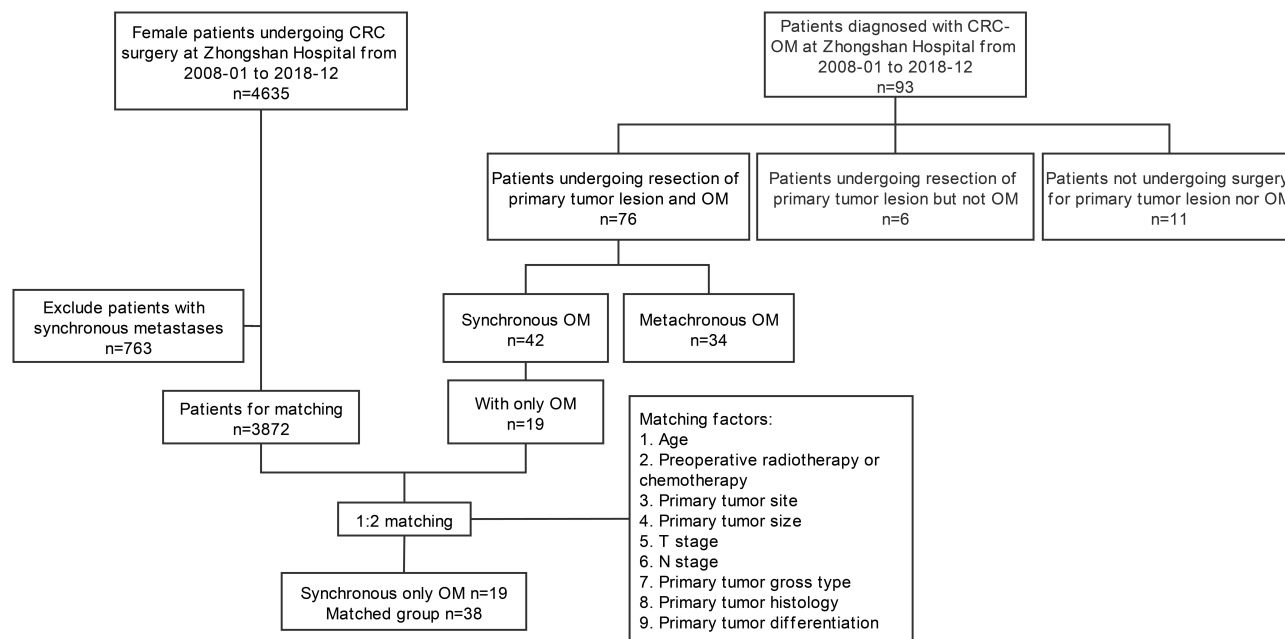 Female patients undergoing CRC
surgery at Zhongshan Hospital from
2008-01 to 2018-12
n=4635
Patients diagnosed with CRC-
OM at Zhongshan Hospital from
2008-01 to 2018-12
n=93
Patients undergoing resection of
primary tumor lesion and OM
n=76
Patients undergoing resection of
primary tumor lesion but not OM
n=6
Patients not undergoing surgery
for primary tumor lesion nor OM
n=11
Exclude patients with
synchronous metastases
n=763
Synchronous OM
n=42
Metachronous OM
n=34
Patients for matching
n=3872
With only OM
n=19
Matching factors:
1. Age
2. Preoperative radiotherapy or
chemotherapy
3. Primary tumor site
4. Primary tumor size
5. T stage
6. N stage
7. Primary tumor gross type
8. Primary tumor histology
9. Primary tumor differentiation
1:2 matching
Synchronous only OM n=19
Matched group n=38